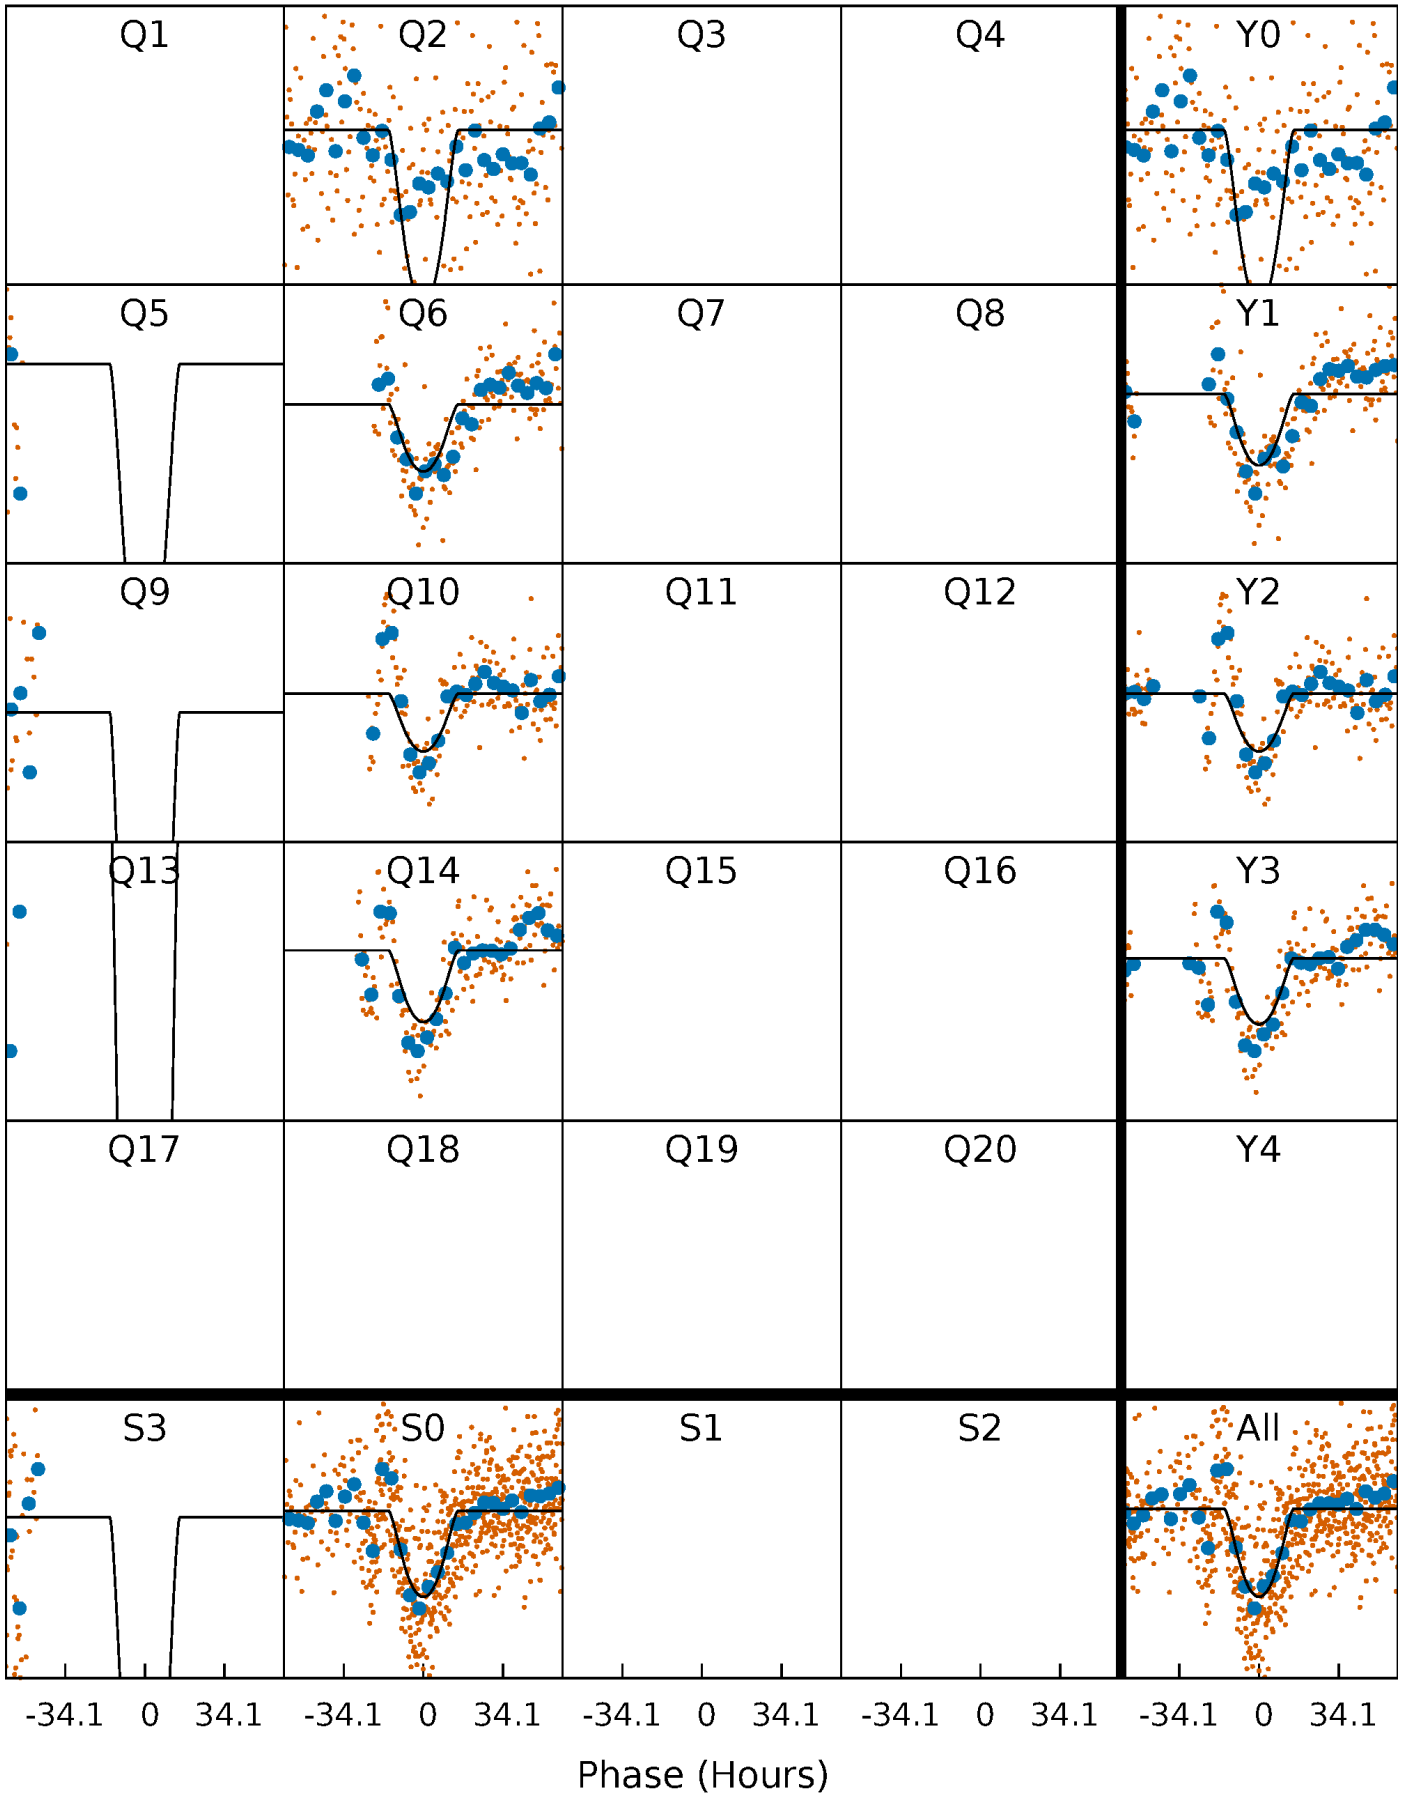 Q1 Q2 Q3 Q4 Y0
Q5 Q6 Q7 Q8 Y1
Q9 Q10 Q11 Q12 Y2
Q13 Q14 Q15 Q16 Y3
Q17 Q18 Q19 Q20 Y4
S3 S0 S1 S2 All
-34.1 0 34.1 -34.1 0 34.1 -34.1 0 34.1 -34.1 0 34.1 -34.1 0 34.1
Phase (Hours)